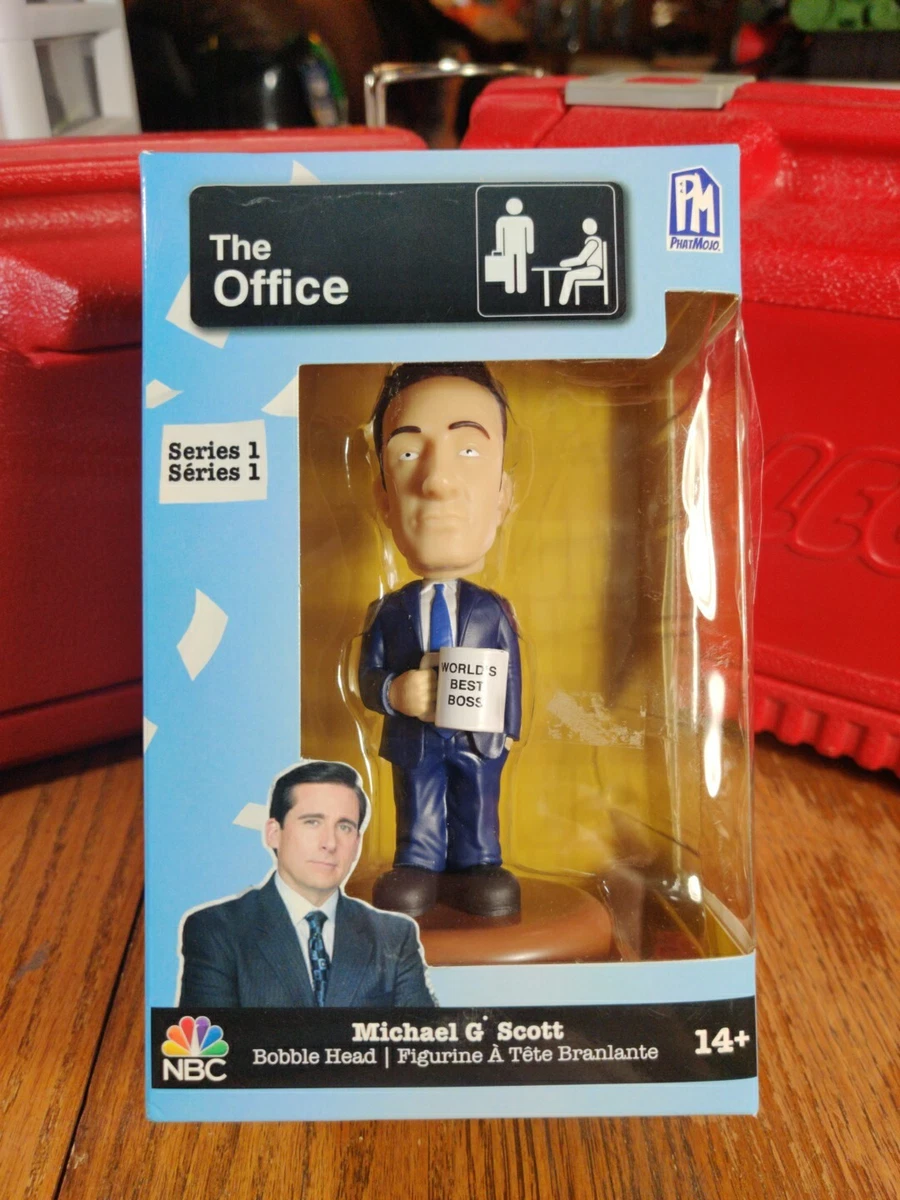 The
Office
PM
PHATMOJO.
Series 1
Séries 1
WORLD'S
BEST
BOSS
LEGO
NBC
Michael G. Scott
Bobble Head | Figurine À Tête Branlante
14+